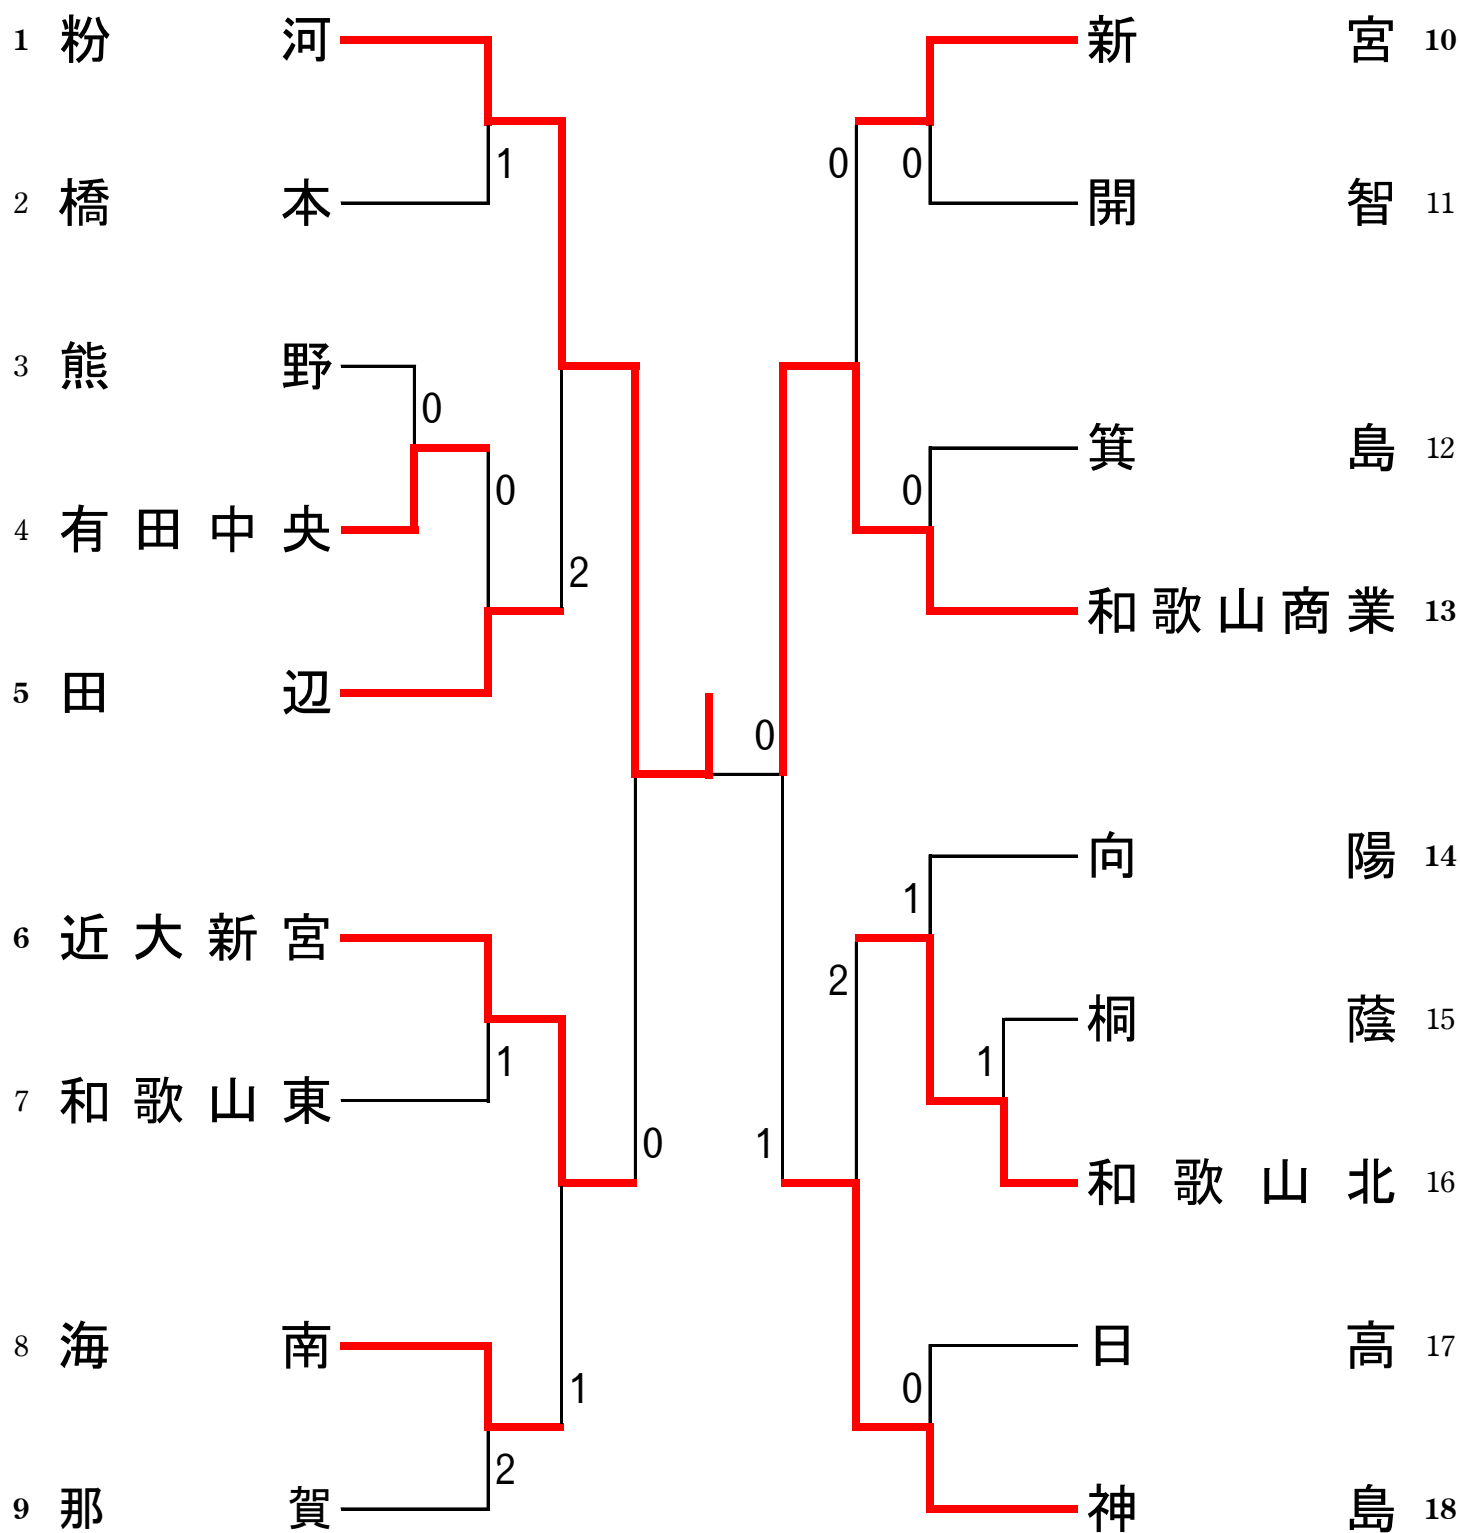 1 粉河
2 橋本
3 熊野
4 有田中央
5 田辺
6 近大新宮
7 和歌山東
8 海南
9 那賀
1
0
0
2
1
0
1
2
0
0
0
0
1
2
1
1
0
新宮 10
開智 11
箕島 12
和歌山商業 13
向陽 14
桐蔭 15
和歌山北 16
日高 17
神島 18